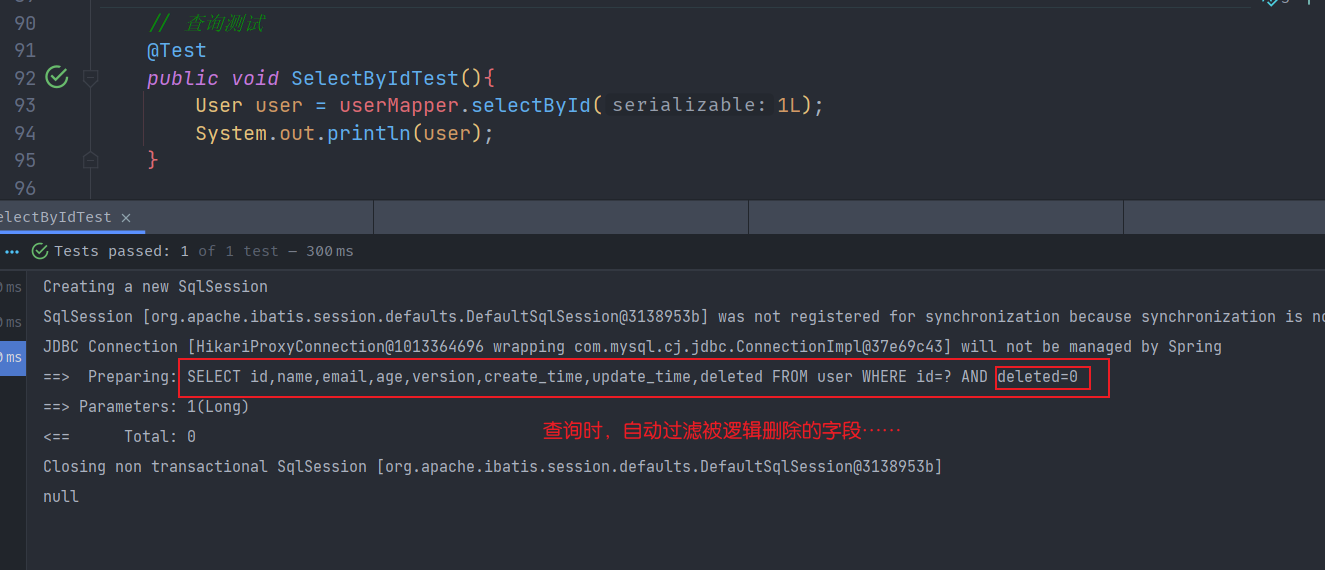 90 // 查询测试
91 @Test
92 public void SelectByIdTest(){
93 User user = userMapper.selectById( serializable: 1L);
94 System.out.println(user);
95 }
96
electByIdTest ×
Tests passed: 1 of 1 test – 300 ms
Creating a new SqlSession
ms
SqlSession [org.apache.ibatis.session.defaults.DefaultSqlSession@3138953b] was not registered for synchronization because synchronization is
ms
JDBC Connection [HikariProxyConnection@1013364696 wrapping com.mysql.cj.jdbc.ConnectionImpl@37e69c43] will not be managed by Spring
ms
==> Preparing: SELECT id,name,email,age,version,create_time,update_time,deleted FROM user WHERE id=? AND deleted=0
==> Parameters: 1(Long)
<== Total: 0
查询时，自动过滤被逻辑删除的字段……
Closing non transactional SqlSession [org.apache.ibatis.session.defaults.DefaultSqlSession@3138953b]
null